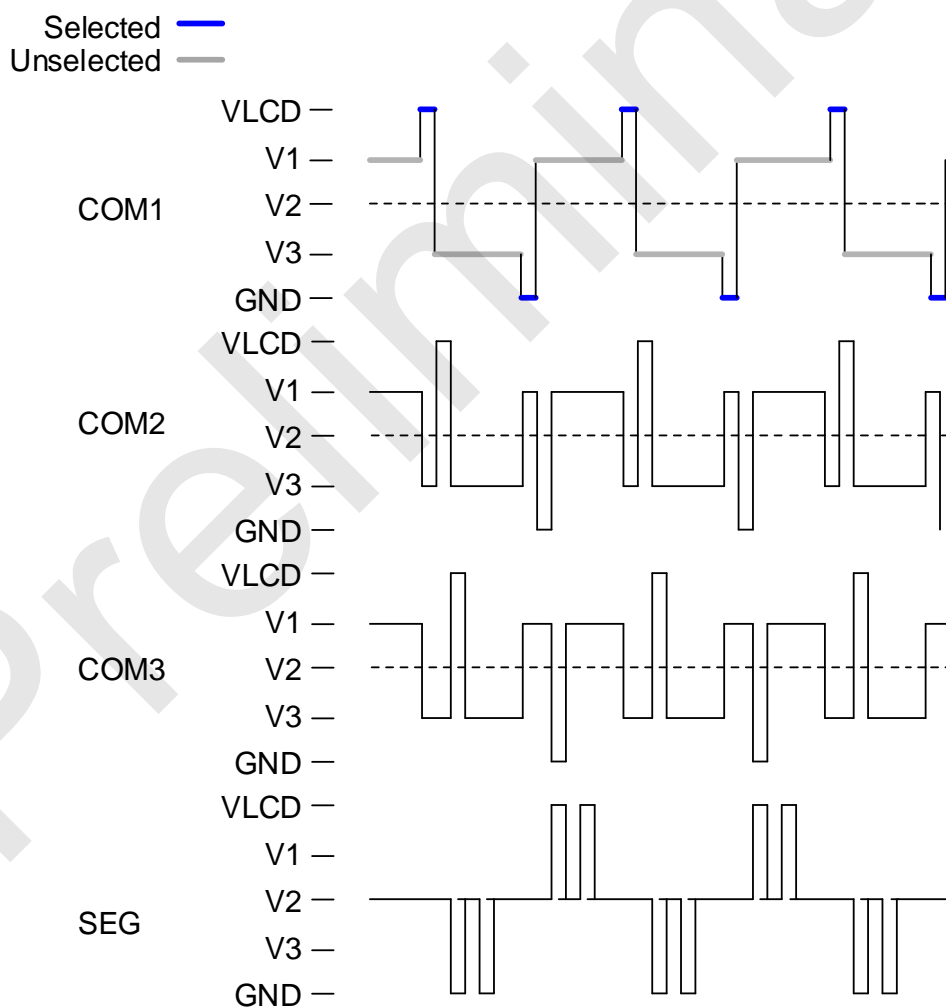 Selected
Unselected
VLCD
V1
COM1
V2
V3
GND
VLCD
V1
COM2
V2
V3
GND
VLCD
V1
COM3
V2
V3
GND
VLCD
V1
V2
SEG
V3
GND
Prelimina